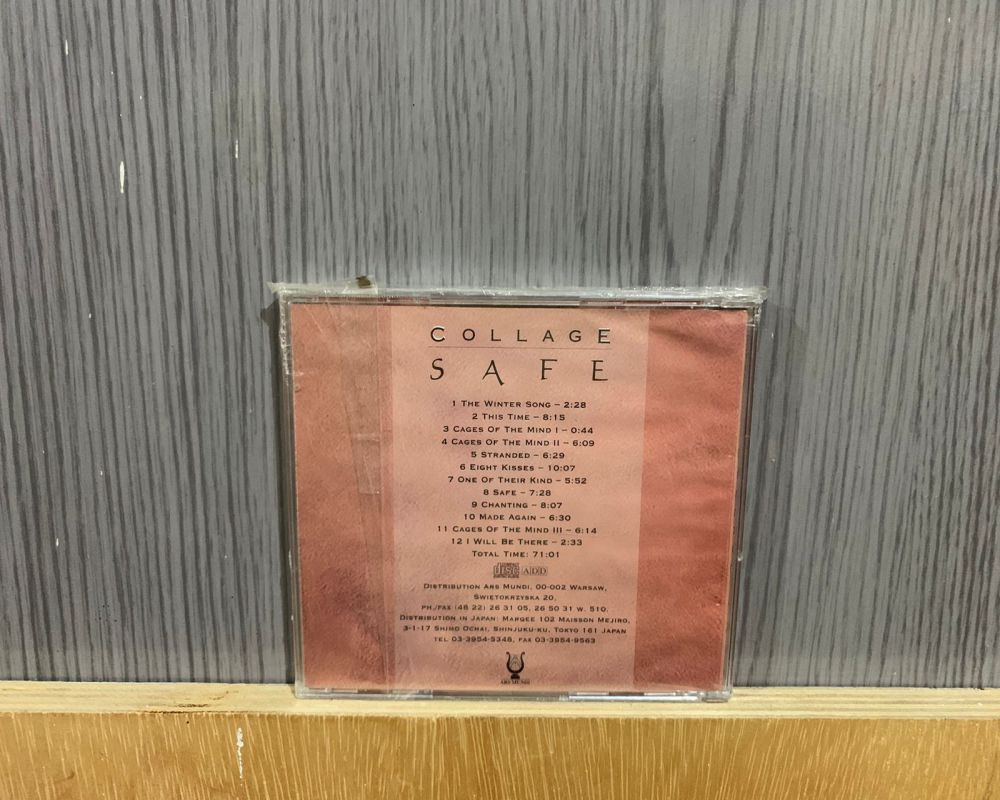 COLLAGE
SAFE
1 The Winter Song – 2:28
2 This Time – 8:15
3 Cages Of The Mind I – 0:44
4 Cages Of The Mind II – 6:09
5 Stranded – 6:29
6 Eight Kisses – 10:07
7 One Of Their Kind – 5:52
8 Safe – 7:28
9 Chanting – 8:07
10 Made Again – 6:30
11 Cages Of The Mind III – 6:14
12 I Will Be There – 2:33
Total Time: 71:01
COMPACT disc DIGITAL AUDIO ADD
Distribution Ars Mundi, 00-002 Warsaw,
Swietokrzyska 20,
ph./fax (48 22) 26 31 05, 26 50 31 w. 510.
Distribution in Japan: Marqee 102 Maisson Mejiro,
3-1-17 Shimo Ochai, Shinjuku-ku, Tokyo 161 Japan
tel 03-3954-5348, fax 03-3954-9563
ARS MUNDI